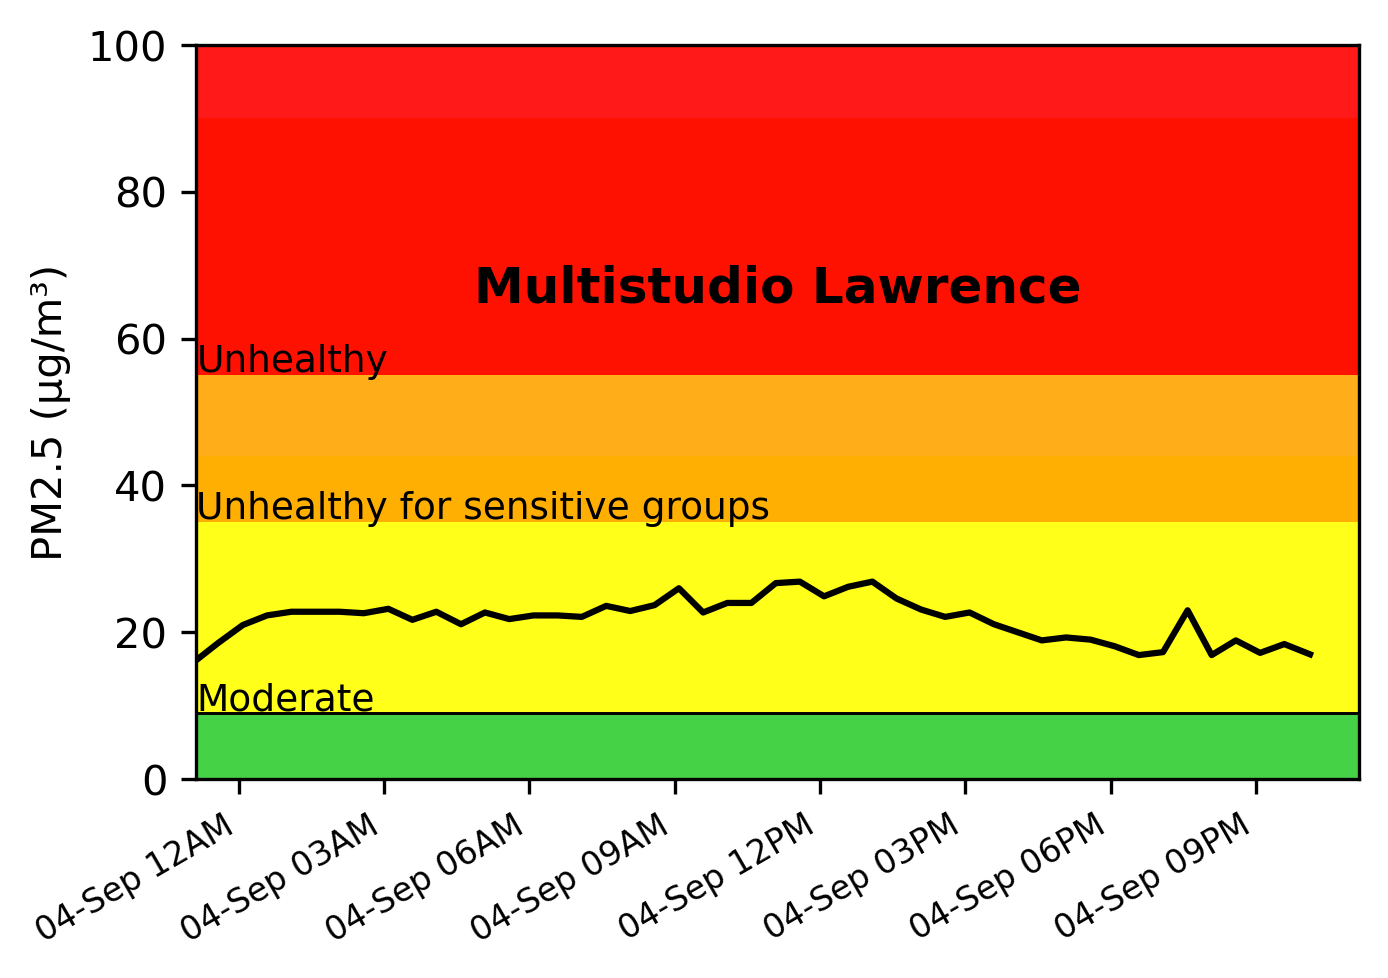 100
80
60
40
20
0
PM2.5 (µg/m³)
Multistudio Lawrence
Unhealthy
Unhealthy for sensitive groups
Moderate
04-Sep 12AM
04-Sep 03AM
04-Sep 06AM
04-Sep 09AM
04-Sep 12PM
04-Sep 03PM
04-Sep 06PM
04-Sep 09PM